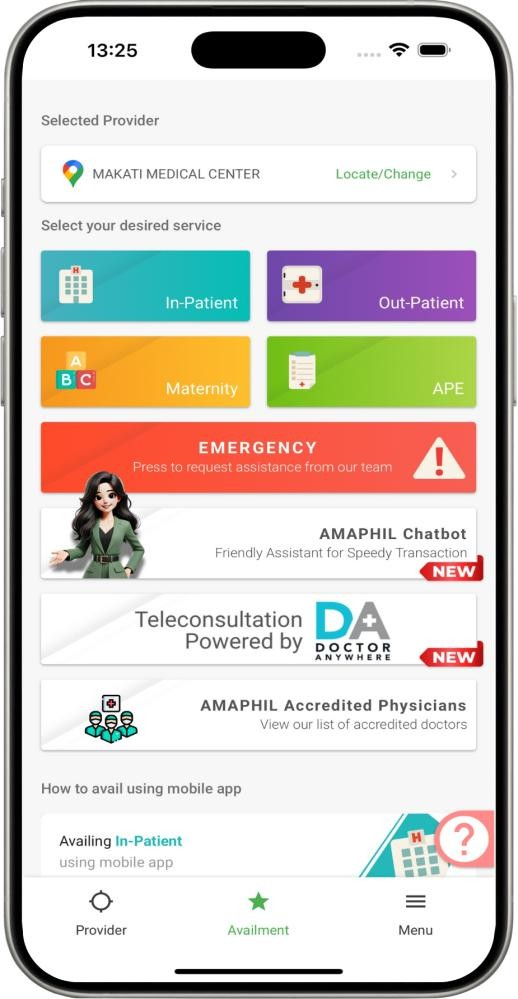 13:25
Selected Provider
MAKATI MEDICAL CENTER
Locate/Change
Select your desired service
H
In-Patient
Out-Patient
A
B C
Maternity
APE
EMERGENCY
Press to request assistance from our team
!
AMAPHIL Chatbot
Friendly Assistant for Speedy Transaction
NEW
Teleconsultation
Powered by
DA
DOCTOR
ANYWHERE
NEW
AMAPHIL Accredited Physicians
View our list of accredited doctors
How to avail using mobile app
Availing In-Patient
using mobile app
H
?
Provider
Availment
Menu